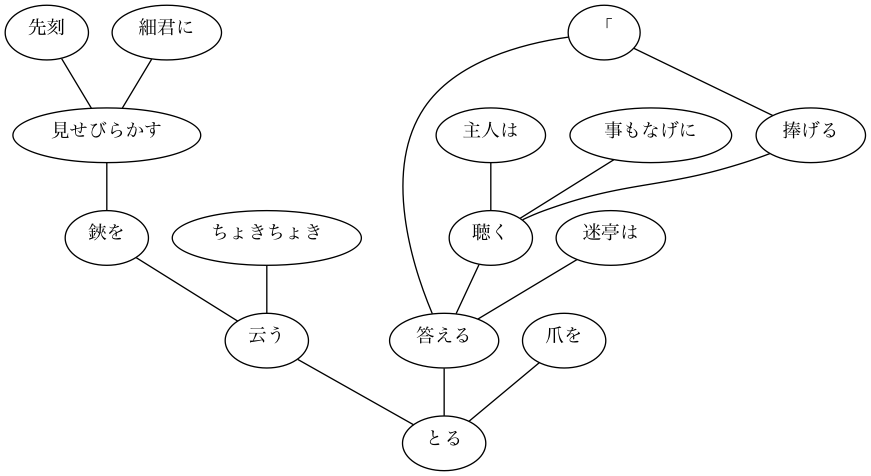 先刻
細君に
「
見せびらかす
主人は
事もなげに
捧げる
鋏を
ちょきちょき
聴く
迷亭は
云う
答える
爪を
とる